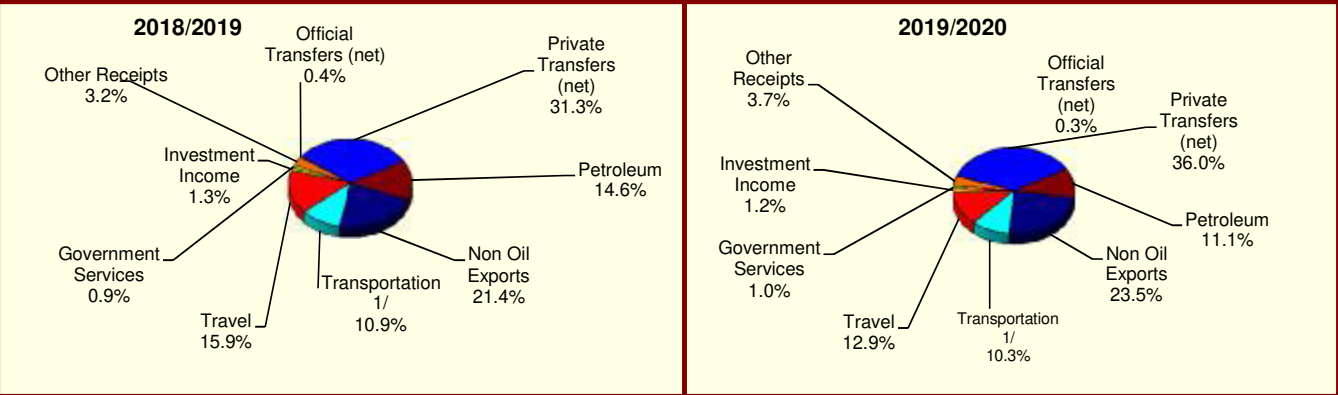 2018/2019
Official
Transfers (net)
0.4%
Private
Transfers
(net)
31.3%
Other Receipts
3.2%
Investment
Income
1.3%
Petroleum
14.6%
Government
Services
0.9%
Non Oil
Exports
21.4%
Transportation
1/
10.9%
Travel
15.9%
2019/2020
Other
Receipts
3.7%
Official
Transfers
(net)
0.3%
Private
Transfers
(net)
36.0%
Investment
Income
1.2%
Petroleum
11.1%
Government
Services
1.0%
Non Oil
Exports
23.5%
Travel
12.9%
Transportation
1/
10.3%